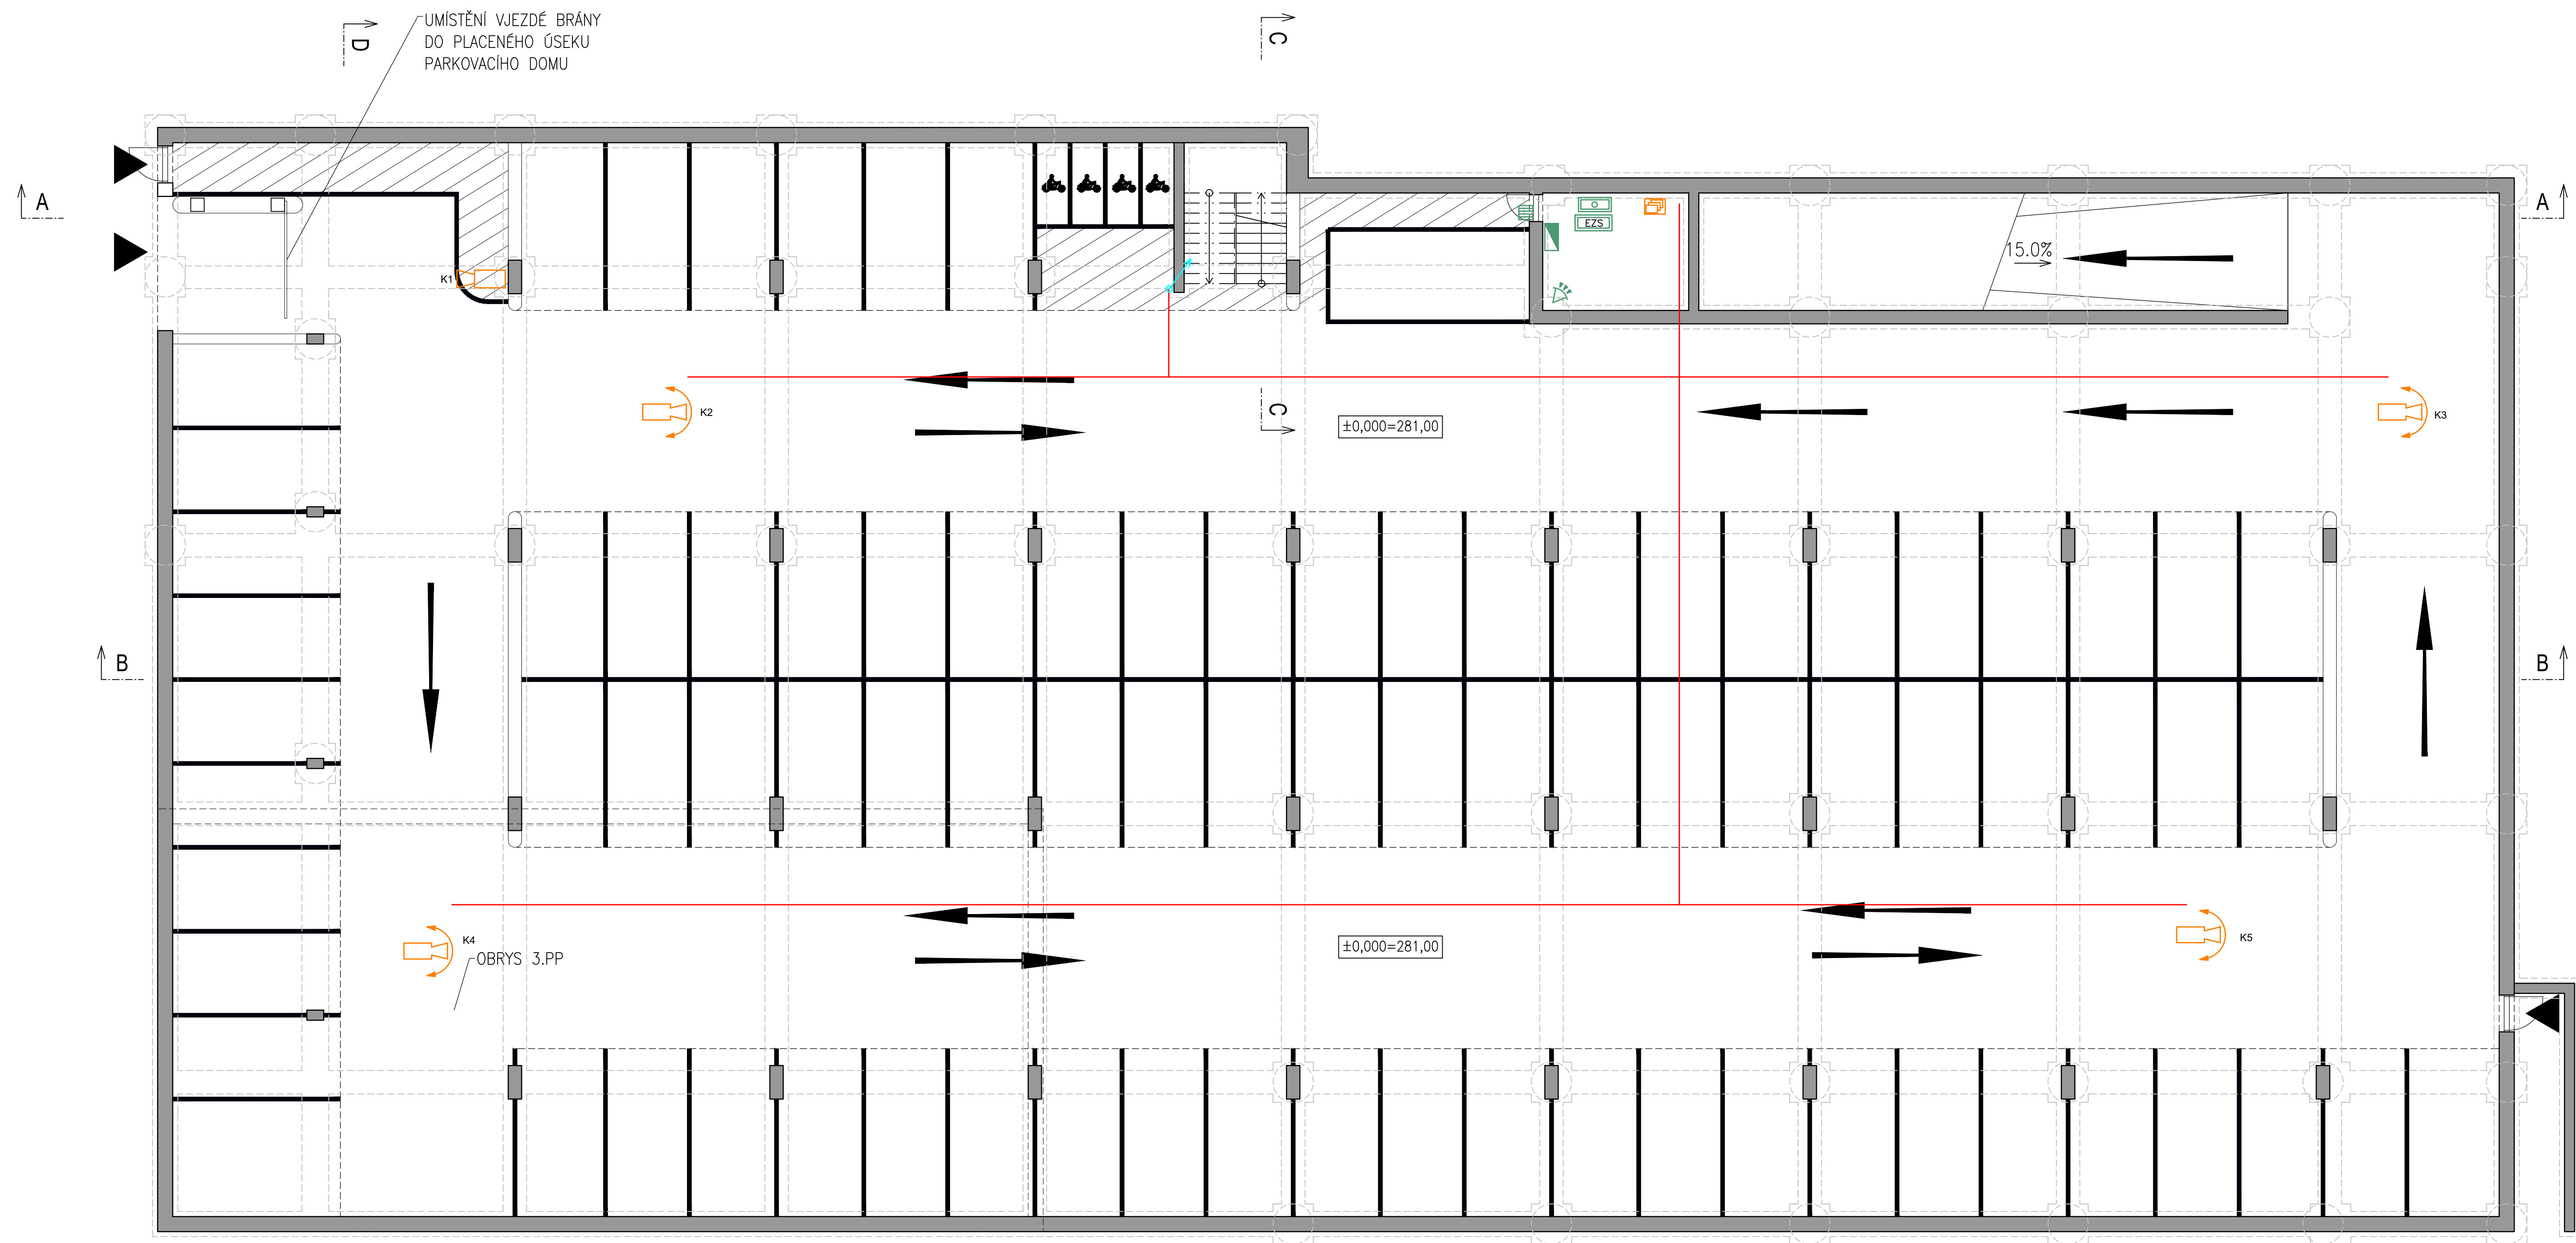 UMÍSTĚNÍ VJEZDÉ BRÁNY
DO PLACENÉHO ÚSEKU
PARKOVACÍHO DOMU
D
C
A
A
EZS
15.0%
K1
K2
C
K3
±0,000=281,00
B
B
K4
OBRYS 3.PP
K5
±0,000=281,00